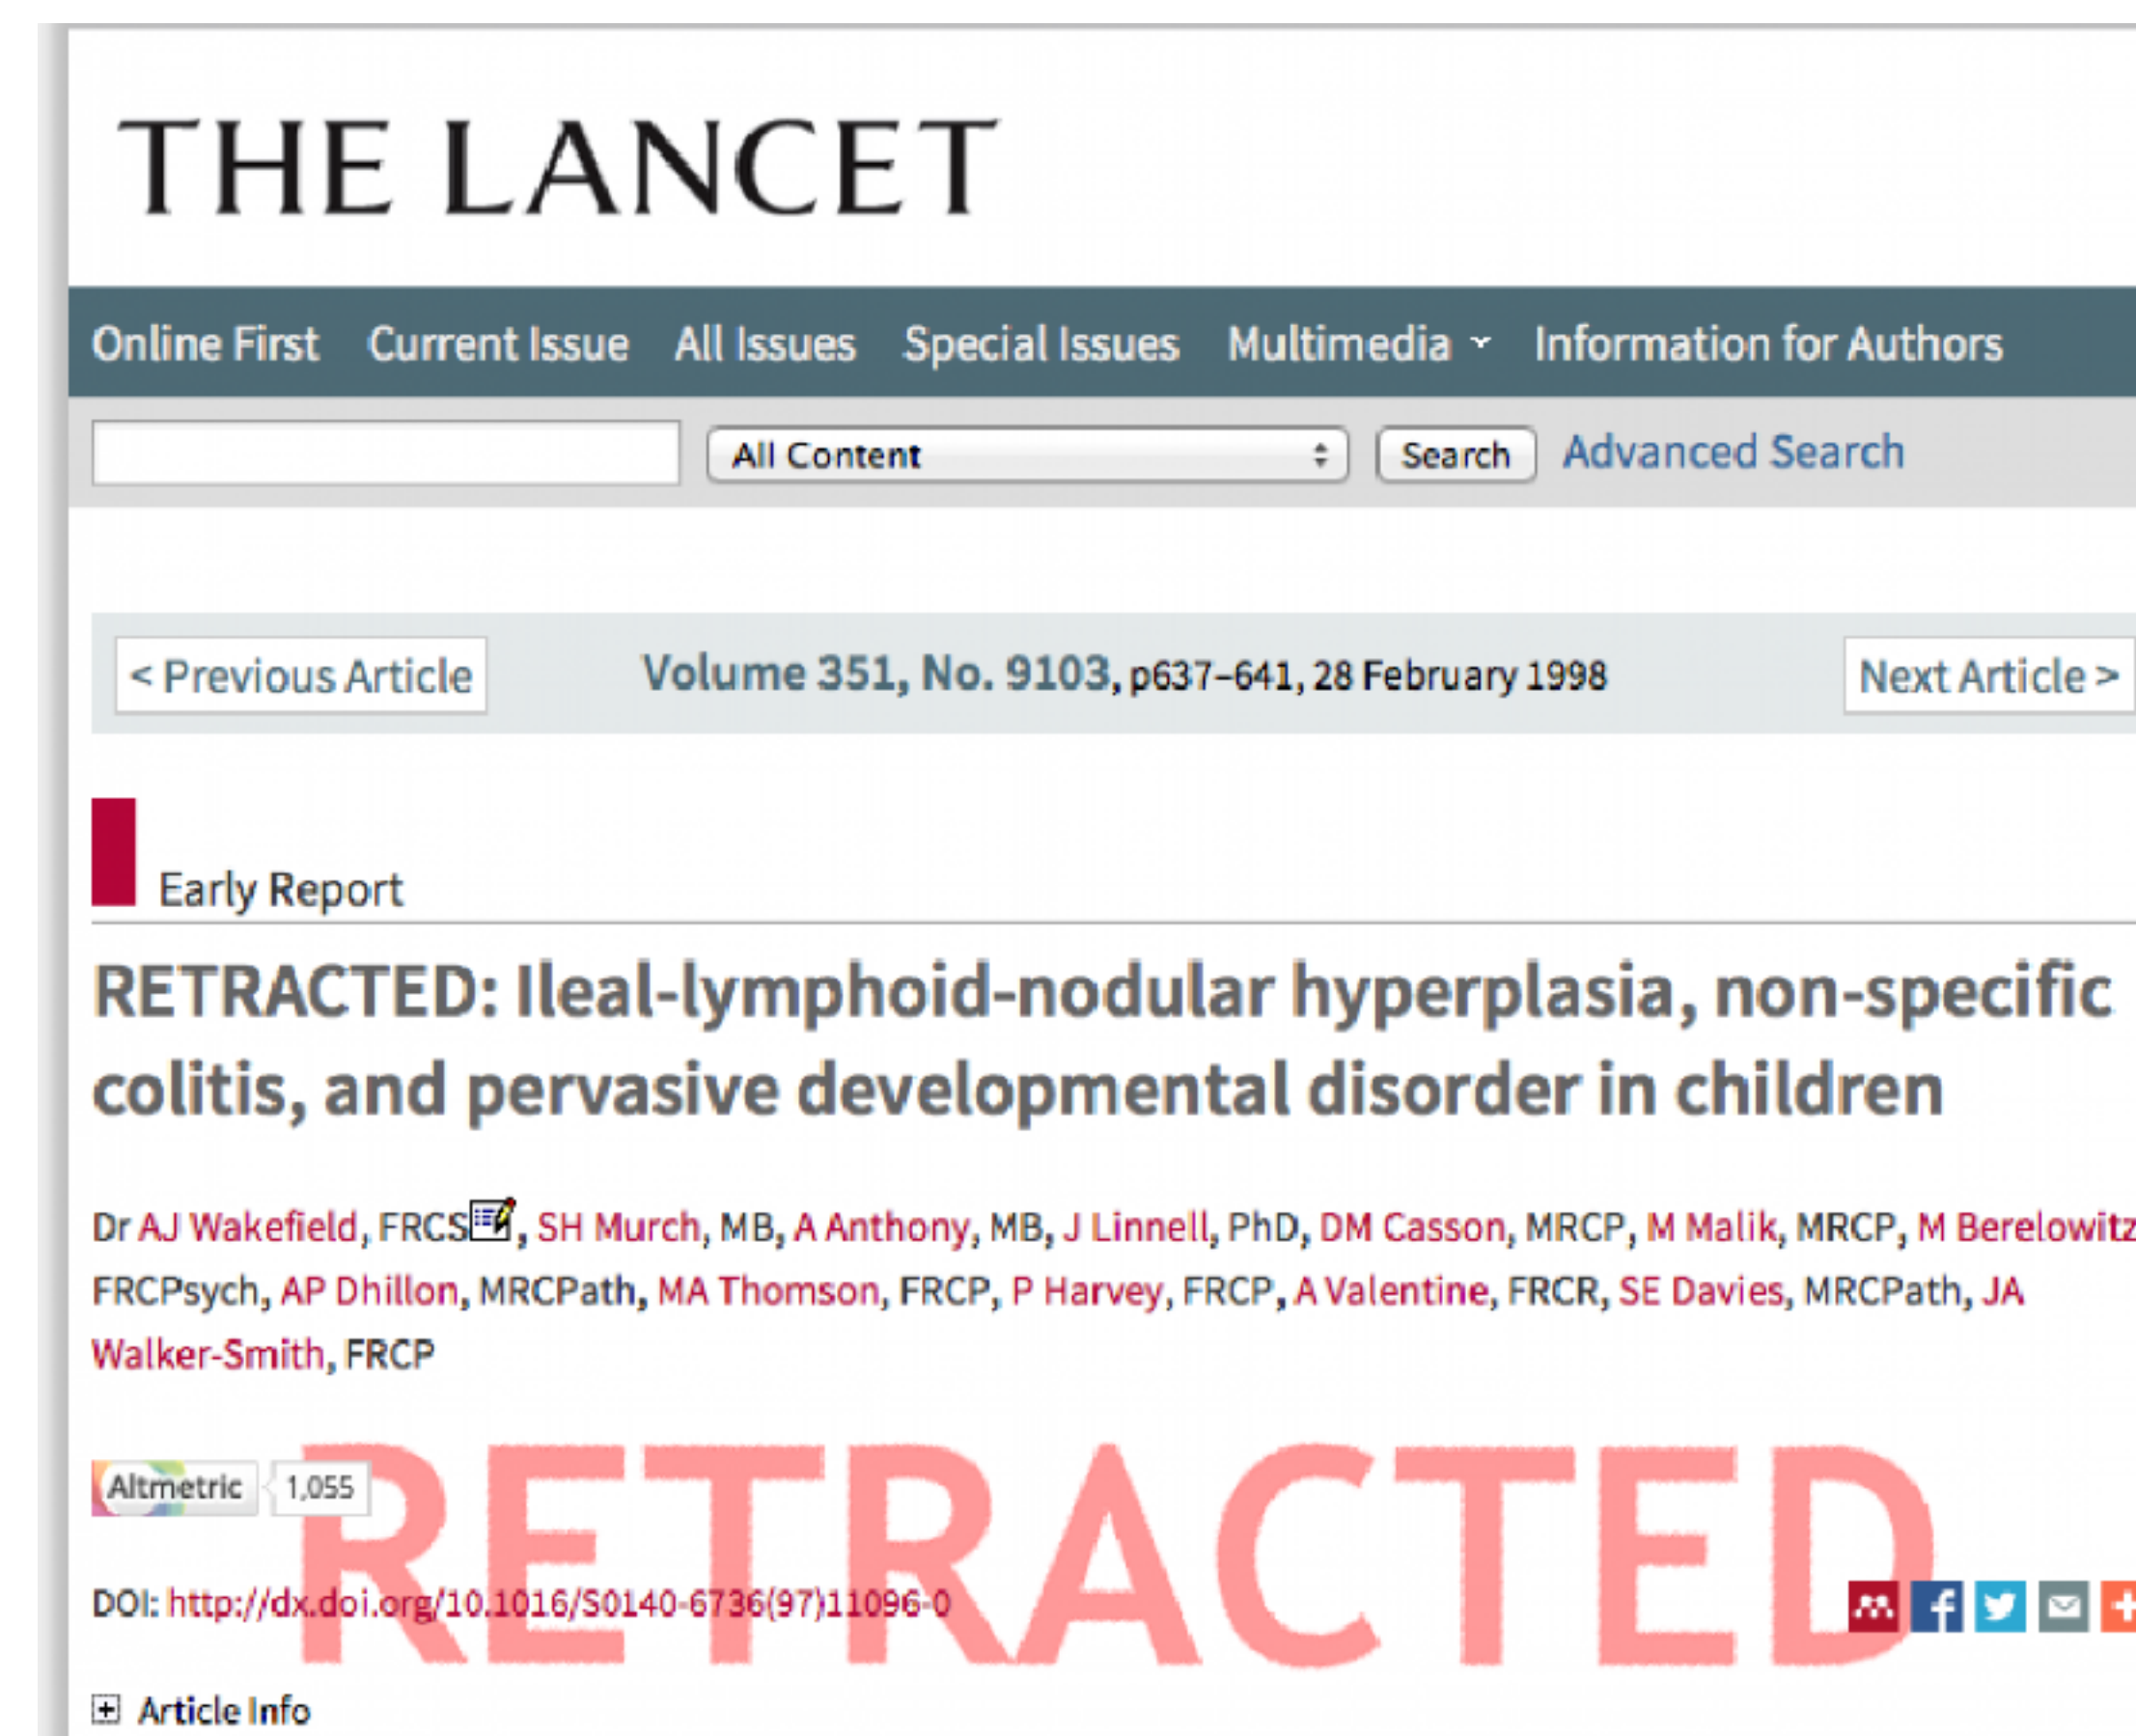 THE LANCET
Online First Current Issue All Issues Special Issues Multimedia Information for Authors
All Content Search Advanced Search
< Previous Article Volume 351, No. 9103, p637–641, 28 February 1998 Next Article >
Early Report
RETRACTED: Ileal-lymphoid-nodular hyperplasia, non-specific
colitis, and pervasive developmental disorder in children
Dr AJ Wakefield, FRCS, SH Murch, MB, A Anthony, MB, J Linnell, PhD, DM Casson, MRCP, M Malik, MRCP, M Berelowitz
FRCPsych, AP Dhillon, MRCPath, MA Thomson, FRCP, P Harvey, FRCP, A Valentine, FRCR, SE Davies, MRCPath, JA
Walker-Smith, FRCP
Altmetric 1,055
RETRACTED
DOI: http://dx.doi.org/10.1016/S0140-6736(97)11096-0
Article Info